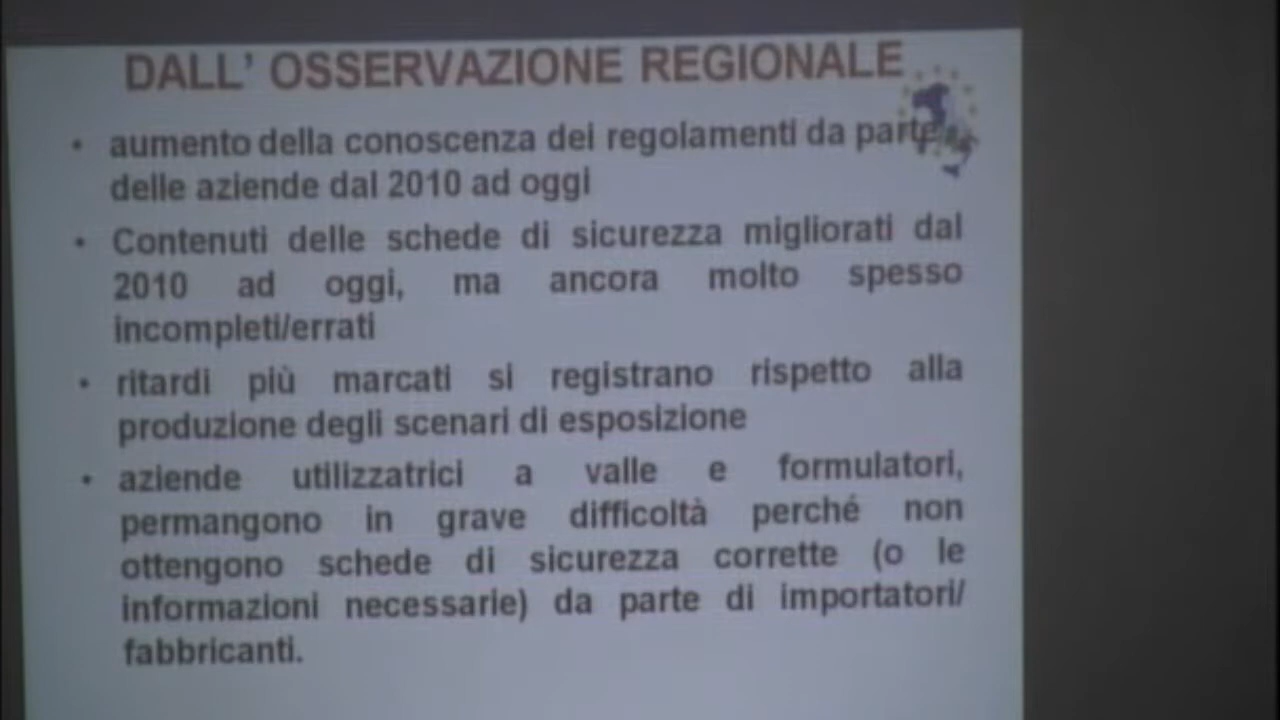 DALL' OSSERVAZIONE REGIONALE
• aumento della conoscenza dei regolamenti da parte
delle aziende dal 2010 ad oggi
• Contenuti delle schede di sicurezza migliorati dal
2010 ad oggi, ma ancora molto spesso
incompleti/errati
• ritardi più marcati si registrano rispetto alla
produzione degli scenari di esposizione
• aziende utilizzatrici a valle e formulatori,
permangono in grave difficoltà perché non
ottengono schede di sicurezza corrette (o le
informazioni necessarie) da parte di importatori/
fabbricanti.